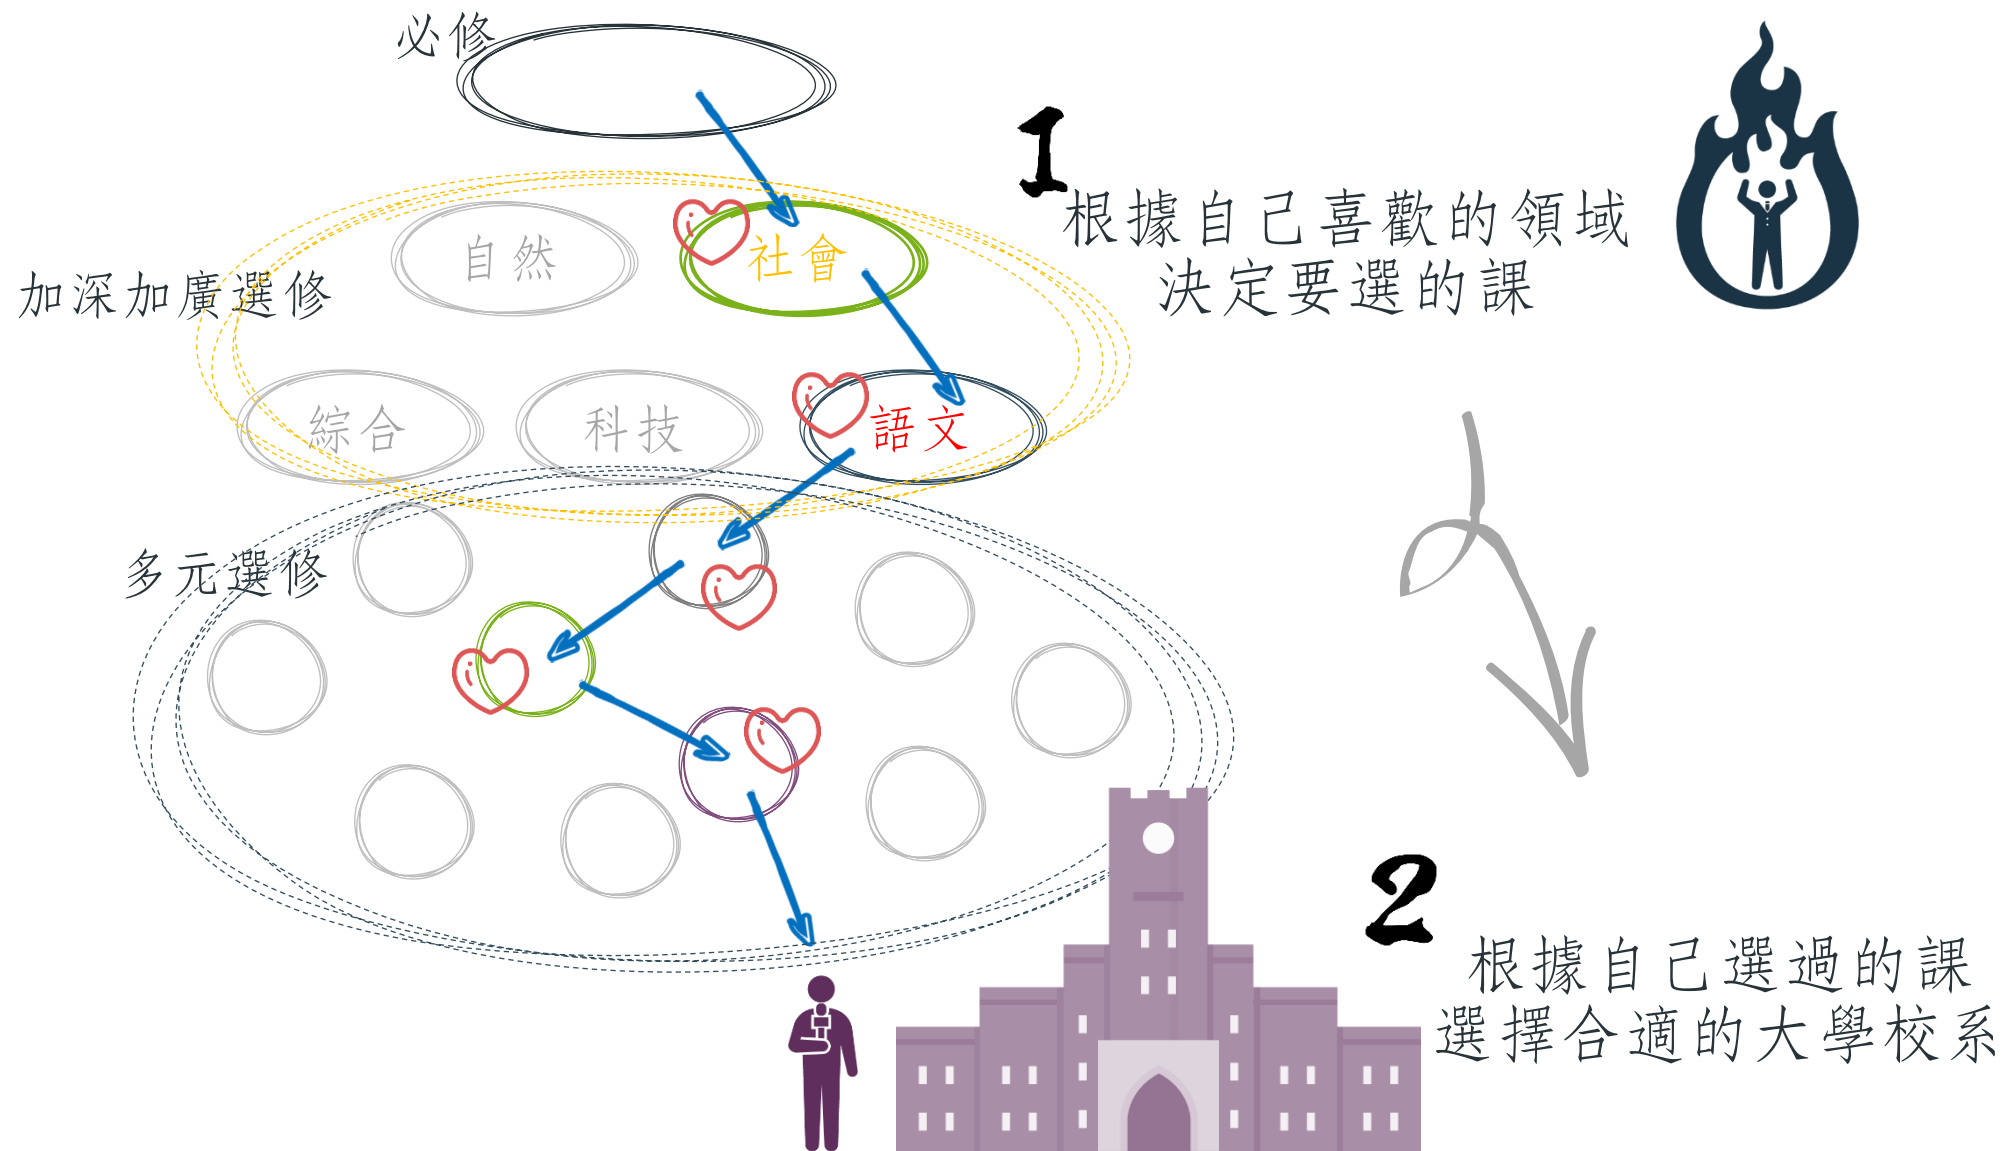 必修
1
根據自己喜歡的領域
決定要選的課
自然
社會
加深加廣選修
綜合
科技
語文
多元選修
2
根據自己選過的課
選擇合適的大學校系